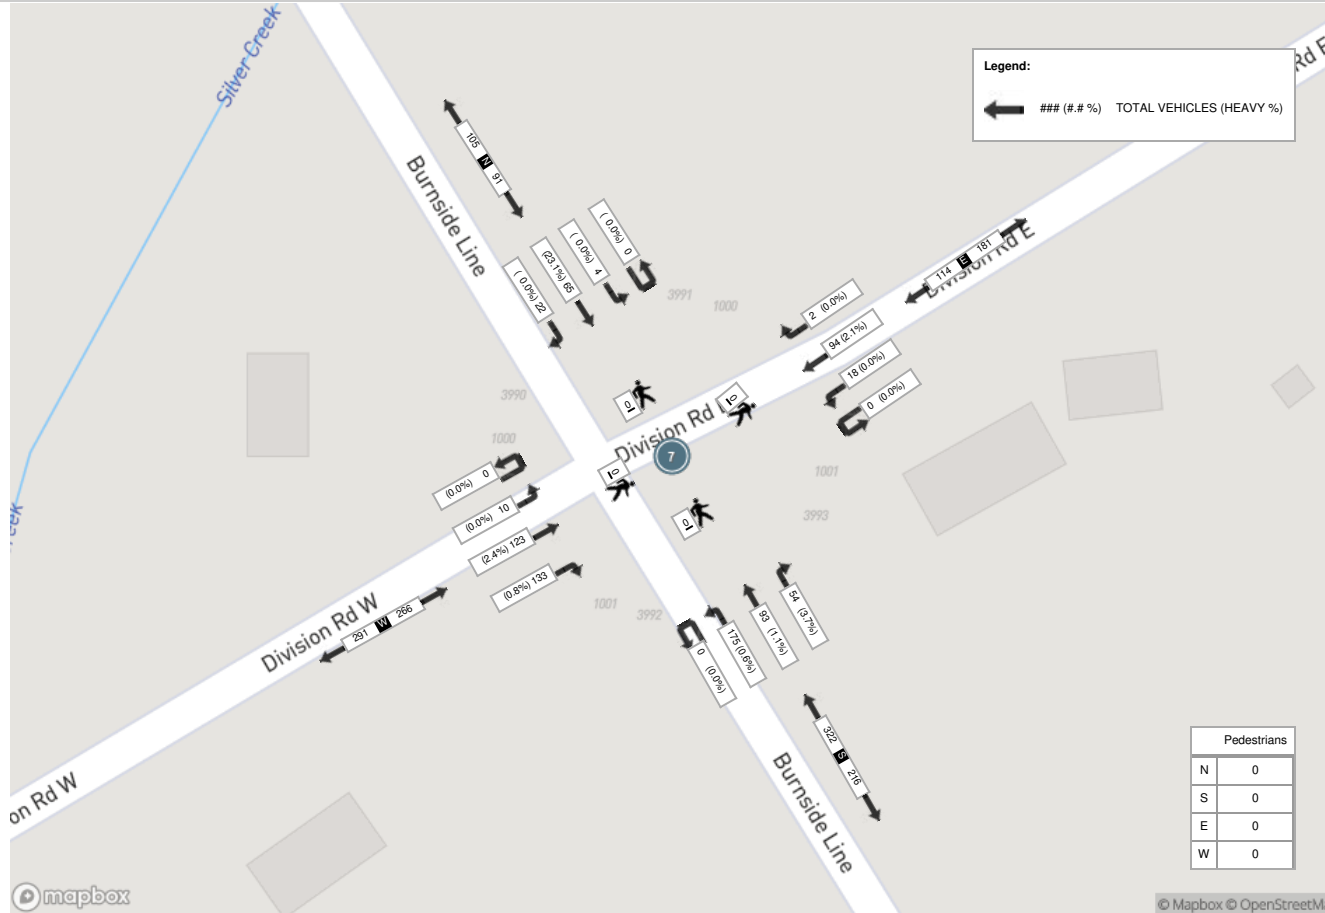 Silver Creek
Rd E
Legend:
### (#.# %) TOTAL VEHICLES (HEAVY %)
105 N 91
Burnside Line
( 0.0%) 22
(23.1%) 65
( 0.0%) 4
( 0.0%) 0
114 E 181
Division Rd E
2 (0.0%)
94 (2.1%)
18 (0.0%)
0 (0.0%)
3991
1000
3990
1000
0
0
Division Rd
7
0
0
1001
3993
(0.0%) 0
(0.0%) 10
(2.4%) 123
(0.8%) 133
1001
3992
291 W 266
Division Rd W
0 (0.0%)
175 (0.6%)
93 (1.1%)
54 (3.7%)
322 S 216
Burnside Line
on Rd W
eek
Pedestrians
N 0
S 0
E 0
W 0
mapbox
© Mapbox © OpenStreetM